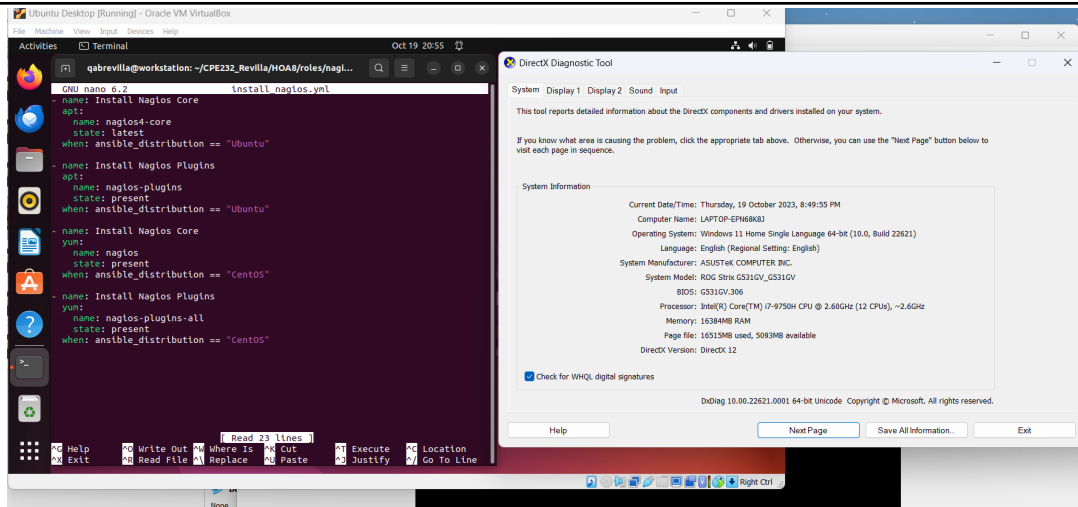 Ubuntu Desktop [Running] - Oracle VM VirtualBox
File Machine View Input Devices Help
Activities Terminal Oct 19 20:55
qabrevilla@workstation: ~/CPE232_Revilla/HOA8/roles/nagi...
GNU nano 6.2 install_nagios.yml
- name: Install Nagios Core
apt:
name: nagios4-core
state: latest
when: ansible_distribution == "Ubuntu"
- name: Install Nagios Plugins
apt:
name: nagios-plugins
state: present
when: ansible_distribution == "Ubuntu"
- name: Install Nagios Core
yum:
name: nagios
state: present
when: ansible_distribution == "CentOS"
- name: Install Nagios Plugins
yum:
name: nagios-plugins-all
state: present
when: ansible_distribution == "CentOS"
[ Read 23 lines ]
^G Help ^O Write Out ^W Where Is ^K Cut ^T Execute ^C Location
^X Exit ^R Read File ^\ Replace ^U Paste ^J Justify ^/ Go To Line
Right Ctrl
None
DirectX Diagnostic Tool
System Display 1 Display 2 Sound Input
This tool reports detailed information about the DirectX components and drivers installed on your system.
If you know what area is causing the problem, click the appropriate tab above. Otherwise, you can use the "Next Page" button below to
visit each page in sequence.
System Information
Current Date/Time: Thursday, 19 October 2023, 8:49:55 PM
Computer Name: LAPTOP-EPN68K8J
Operating System: Windows 11 Home Single Language 64-bit (10.0, Build 22621)
Language: English (Regional Setting: English)
System Manufacturer: ASUSTeK COMPUTER INC.
System Model: ROG Strix G531GV_G531GV
BIOS: G531GV.306
Processor: Intel(R) Core(TM) i7-9750H CPU @ 2.60GHz (12 CPUs), ~2.6GHz
Memory: 16384MB RAM
Page file: 16515MB used, 5093MB available
DirectX Version: DirectX 12
Check for WHQL digital signatures
DxDiag 10.00.22621.0001 64-bit Unicode Copyright © Microsoft. All rights reserved.
Help Next Page Save All Information... Exit